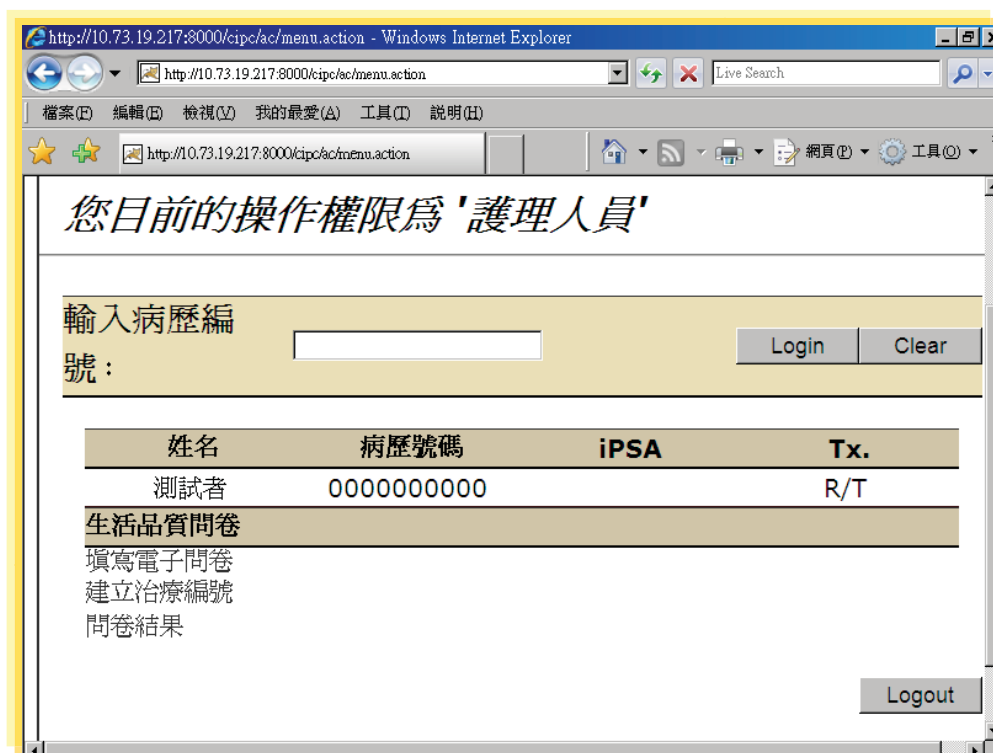 http://10.73.19.217:8000/cipc/ac/menu.action - Windows Internet Explorer
http://10.73.19.217:8000/cipc/ac/menu.action Live Search
檔案(F) 編輯(E) 檢視(V) 我的最愛(A) 工具(T) 說明(H)
http://10.73.19.217:8000/cipc/ac/menu.action 網頁(P) 工具(O)
您目前的操作權限為 '護理人員'
輸入病歷編
號： Login Clear
姓名 病歷號碼 iPSA Tx.
測試者 0000000000 R/T
生活品質問卷
填寫電子問卷
建立治療編號
問卷結果
Logout